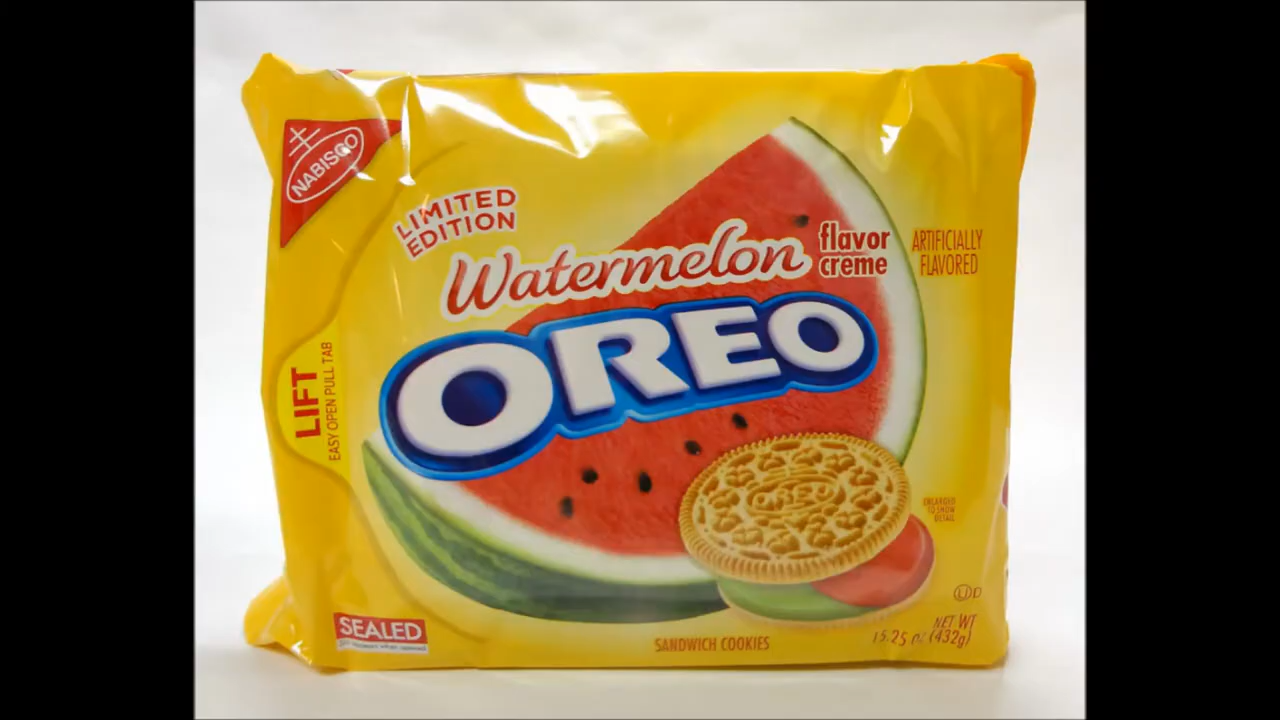 NABISCO
LIMITED
EDITION
Watermelon
flavor
creme
ARTIFICIALLY
FLAVORED
OREO
LIFT
EASY OPEN PULL TAB
OREO
ENLARGED
TO SHOW
DETAIL
U D
SEALED
SANDWICH COOKIES
NET WT
15.25 oz (432g)